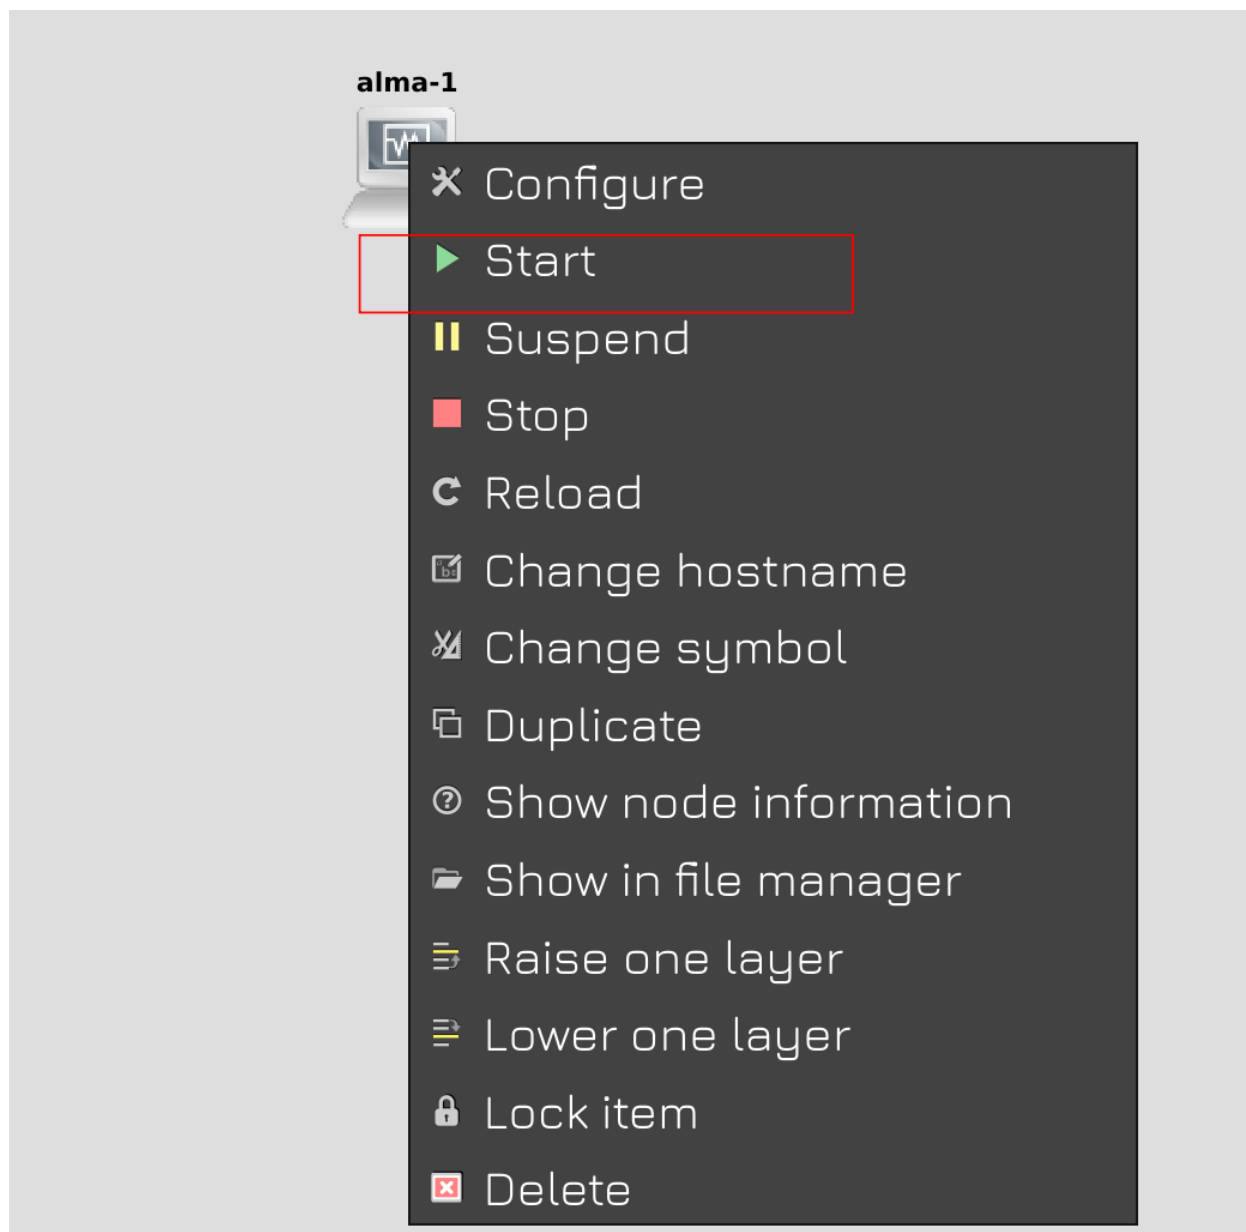 alma-1
Configure
Start
Suspend
Stop
Reload
Change hostname
Change symbol
Duplicate
Show node information
Show in file manager
Raise one layer
Lower one layer
Lock item
Delete